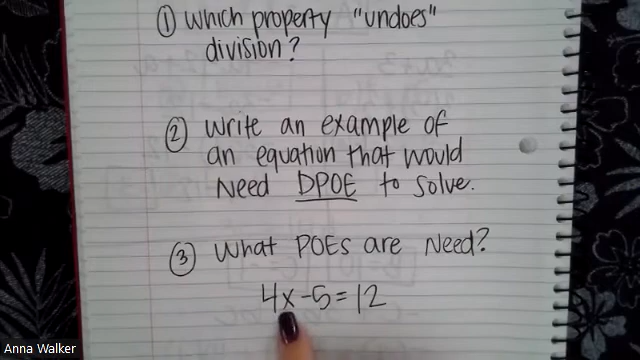 ① Which property "undoes"
division?
② Write an example of
an equation that would
Need DPOE to solve.
③ What POEs are Need?
4x-5=12
Anna Walker